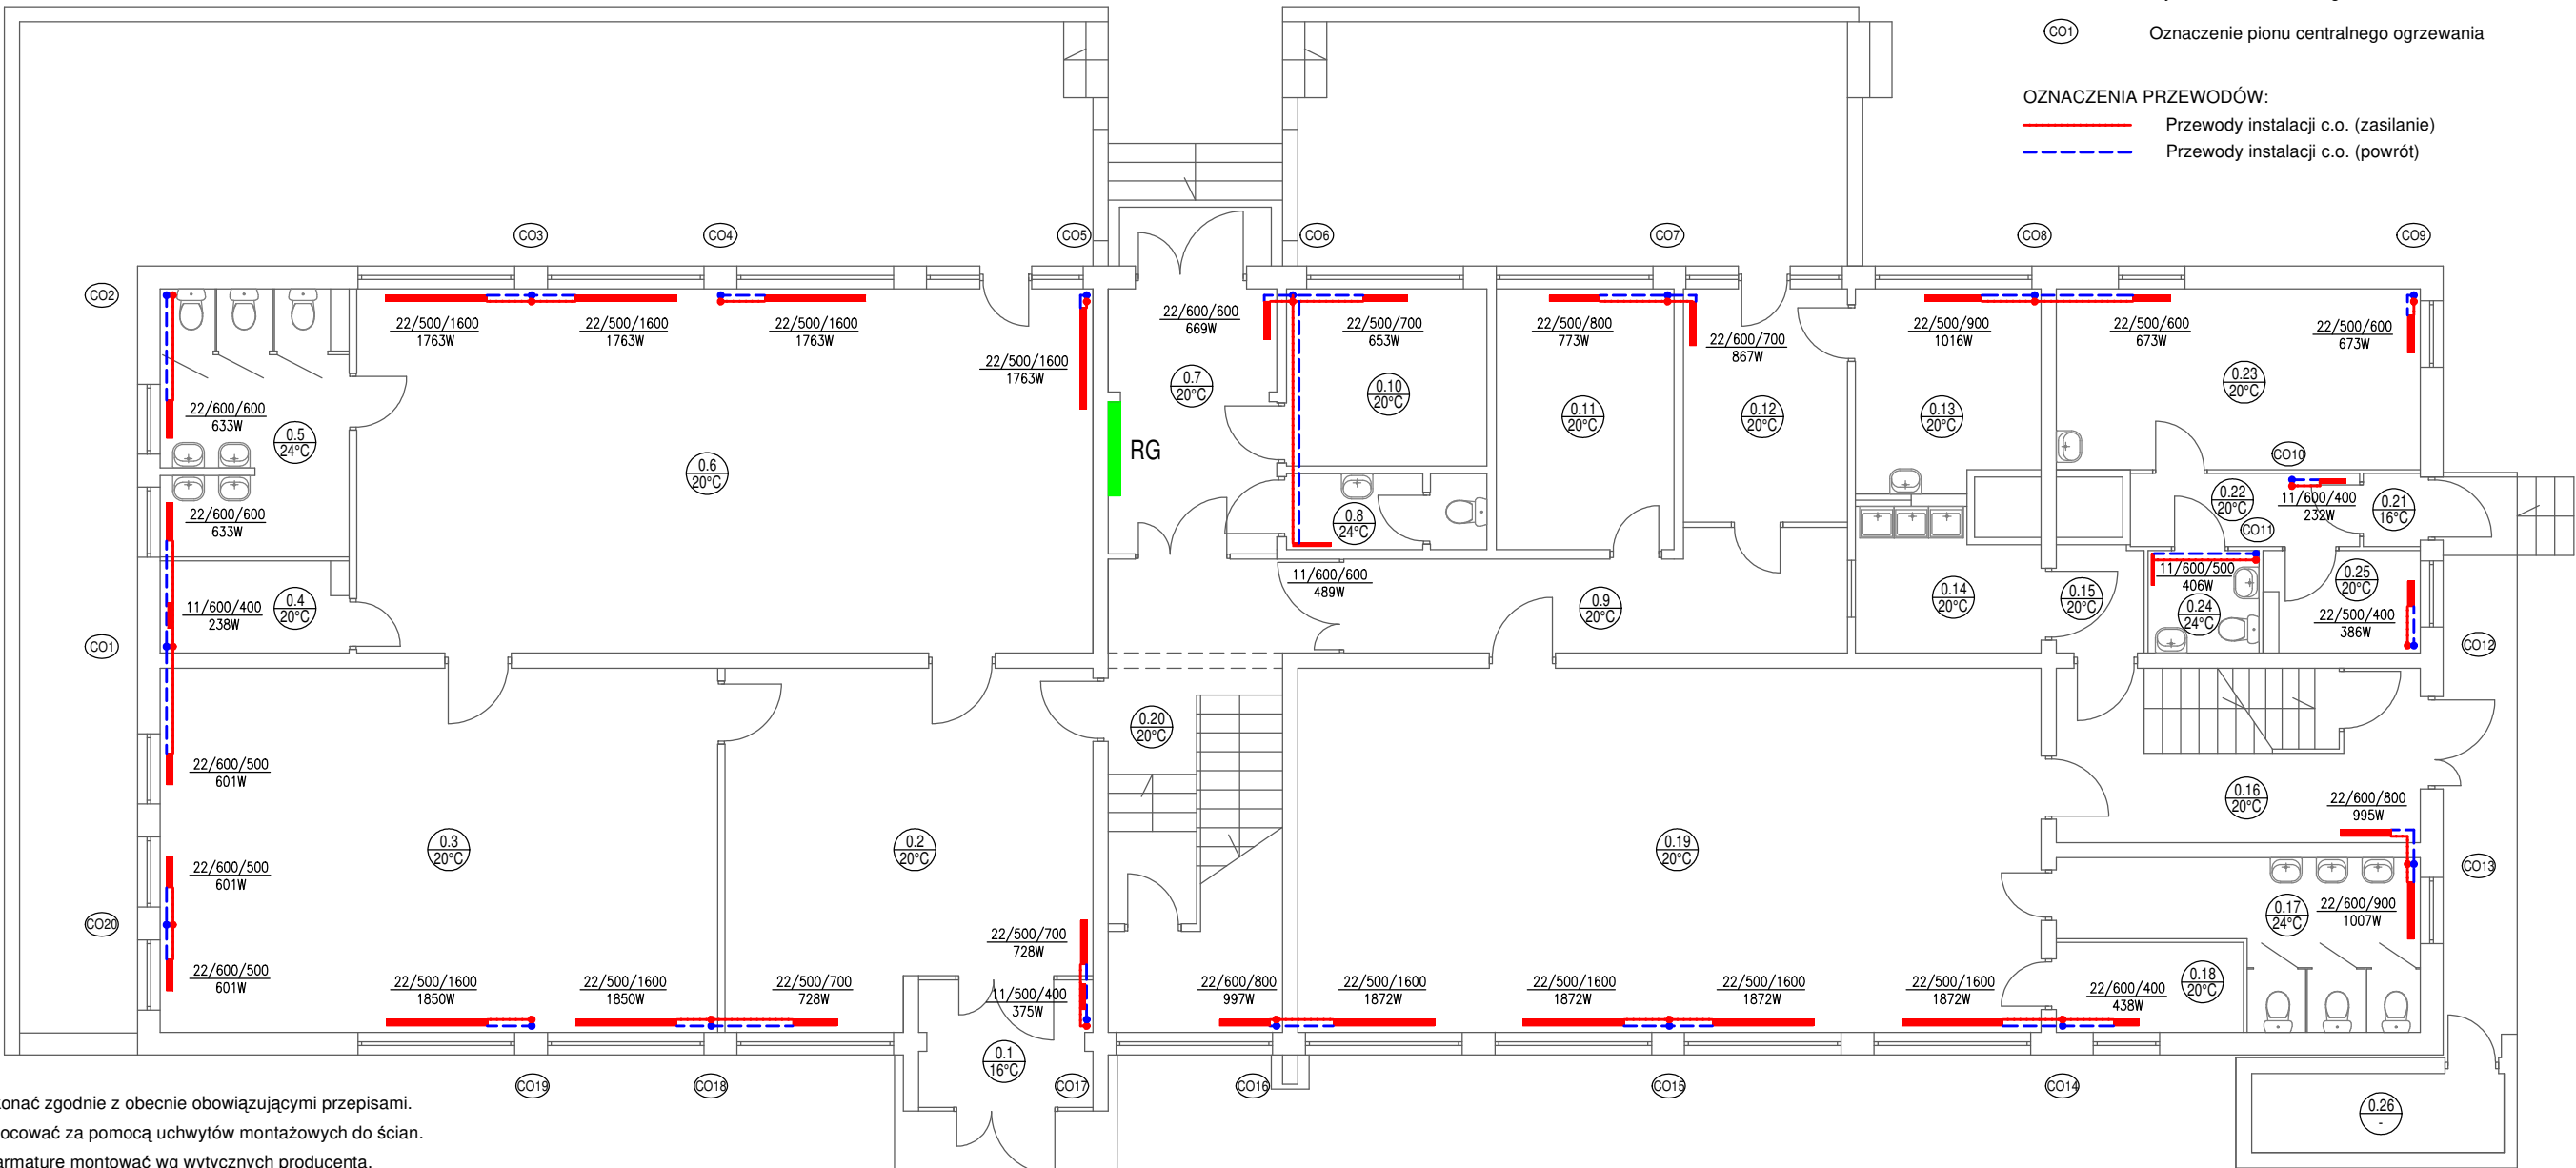 CO1
Oznaczenie pionu centralnego ogrzewania
OZNACZENIA PRZEWODÓW:
Przewody instalacji c.o. (zasilanie)
Przewody instalacji c.o. (powrót)
CO3
CO4
CO5
CO6
CO7
CO8
CO9
CO2
22/500/1600
1763W
22/500/1600
1763W
22/500/1600
1763W
22/500/1600
1763W
22/600/600
669W
22/500/700
653W
22/500/800
773W
22/600/700
867W
22/500/900
1016W
22/500/600
673W
22/500/600
673W
0.7
20°C
0.10
20°C
0.11
20°C
0.12
20°C
0.13
20°C
0.23
20°C
22/600/600
633W
0.5
24°C
0.6
20°C
RG
CO10
22/600/600
633W
0.8
24°C
0.22
20°C
11/600/400
232W
0.21
16°C
CO11
11/600/400
238W
0.4
20°C
11/600/600
489W
0.9
20°C
0.14
20°C
0.15
20°C
11/600/500
406W
0.24
24°C
0.25
20°C
22/500/400
386W
CO1
CO12
0.20
20°C
22/600/500
601W
0.16
20°C
22/600/800
995W
0.3
20°C
0.2
20°C
0.19
20°C
22/600/500
601W
CO13
CO20
22/500/700
728W
0.17
24°C
22/600/900
1007W
22/600/500
601W
22/500/1600
1850W
22/500/1600
1850W
22/500/700
728W
11/500/400
375W
22/600/800
997W
22/500/1600
1872W
22/500/1600
1872W
22/500/1600
1872W
22/500/1600
1872W
22/600/400
438W
0.18
20°C
0.1
16°C
CO19
CO18
CO17
CO16
CO15
CO14
0.26
-
onać zgodnie z obecnie obowiązującymi przepisami.
ocować za pomocą uchwytów montażowych do ścian.
armaturę montować wg wytycznych producenta.